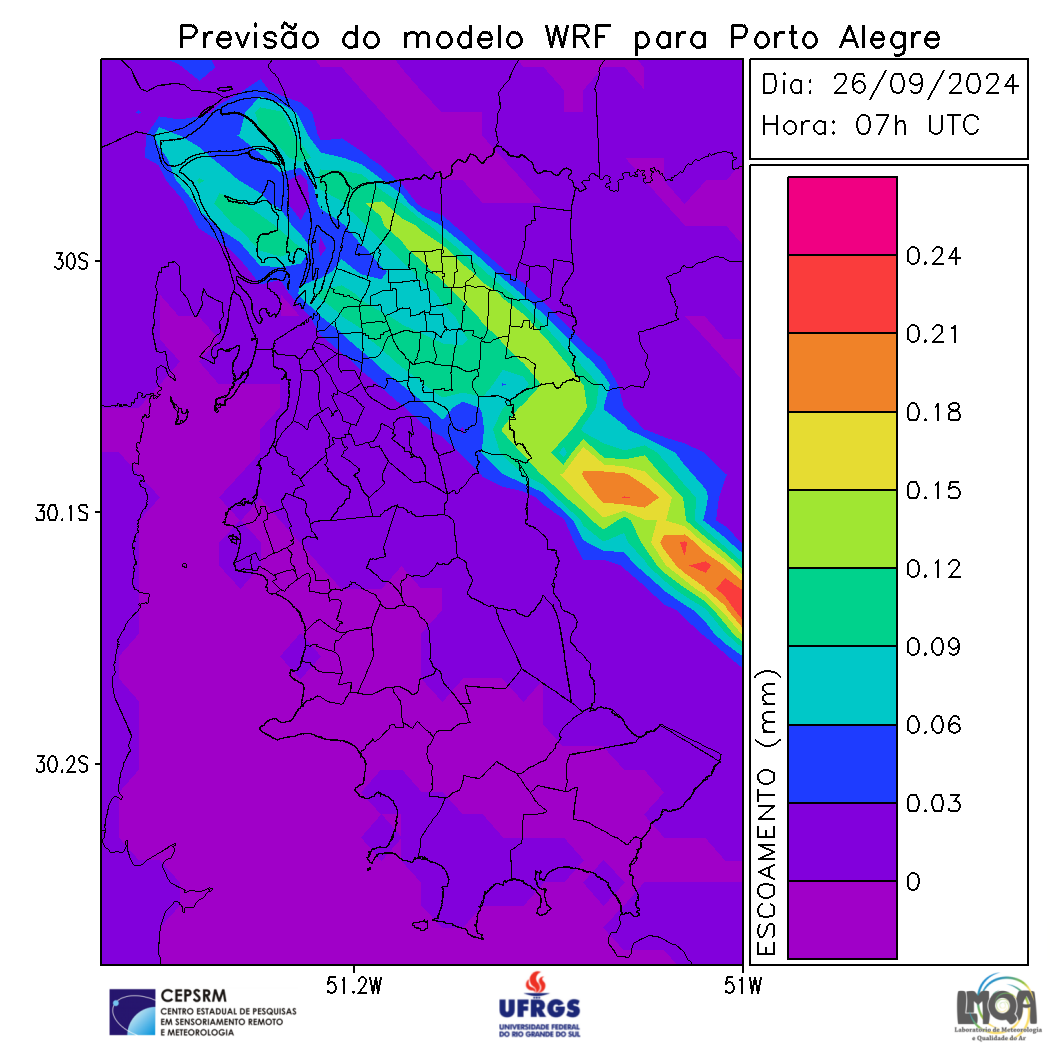 Previsão do modelo WRF para Porto Alegre
Dia: 26/09/2024
Hora: 07h UTC
30S
30.1S
30.2S
51.2W
51W
ESCOAMENTO (mm)
0.24
0.21
0.18
0.15
0.12
0.09
0.06
0.03
0
CEPSRM
CENTRO ESTADUAL DE PESQUISAS
EM SENSORIAMENTO REMOTO
E METEOROLOGIA
UFRGS
UNIVERSIDADE FEDERAL
DO RIO GRANDE DO SUL
LMQA
Laboratório de Meteorologia
e Qualidade do Ar